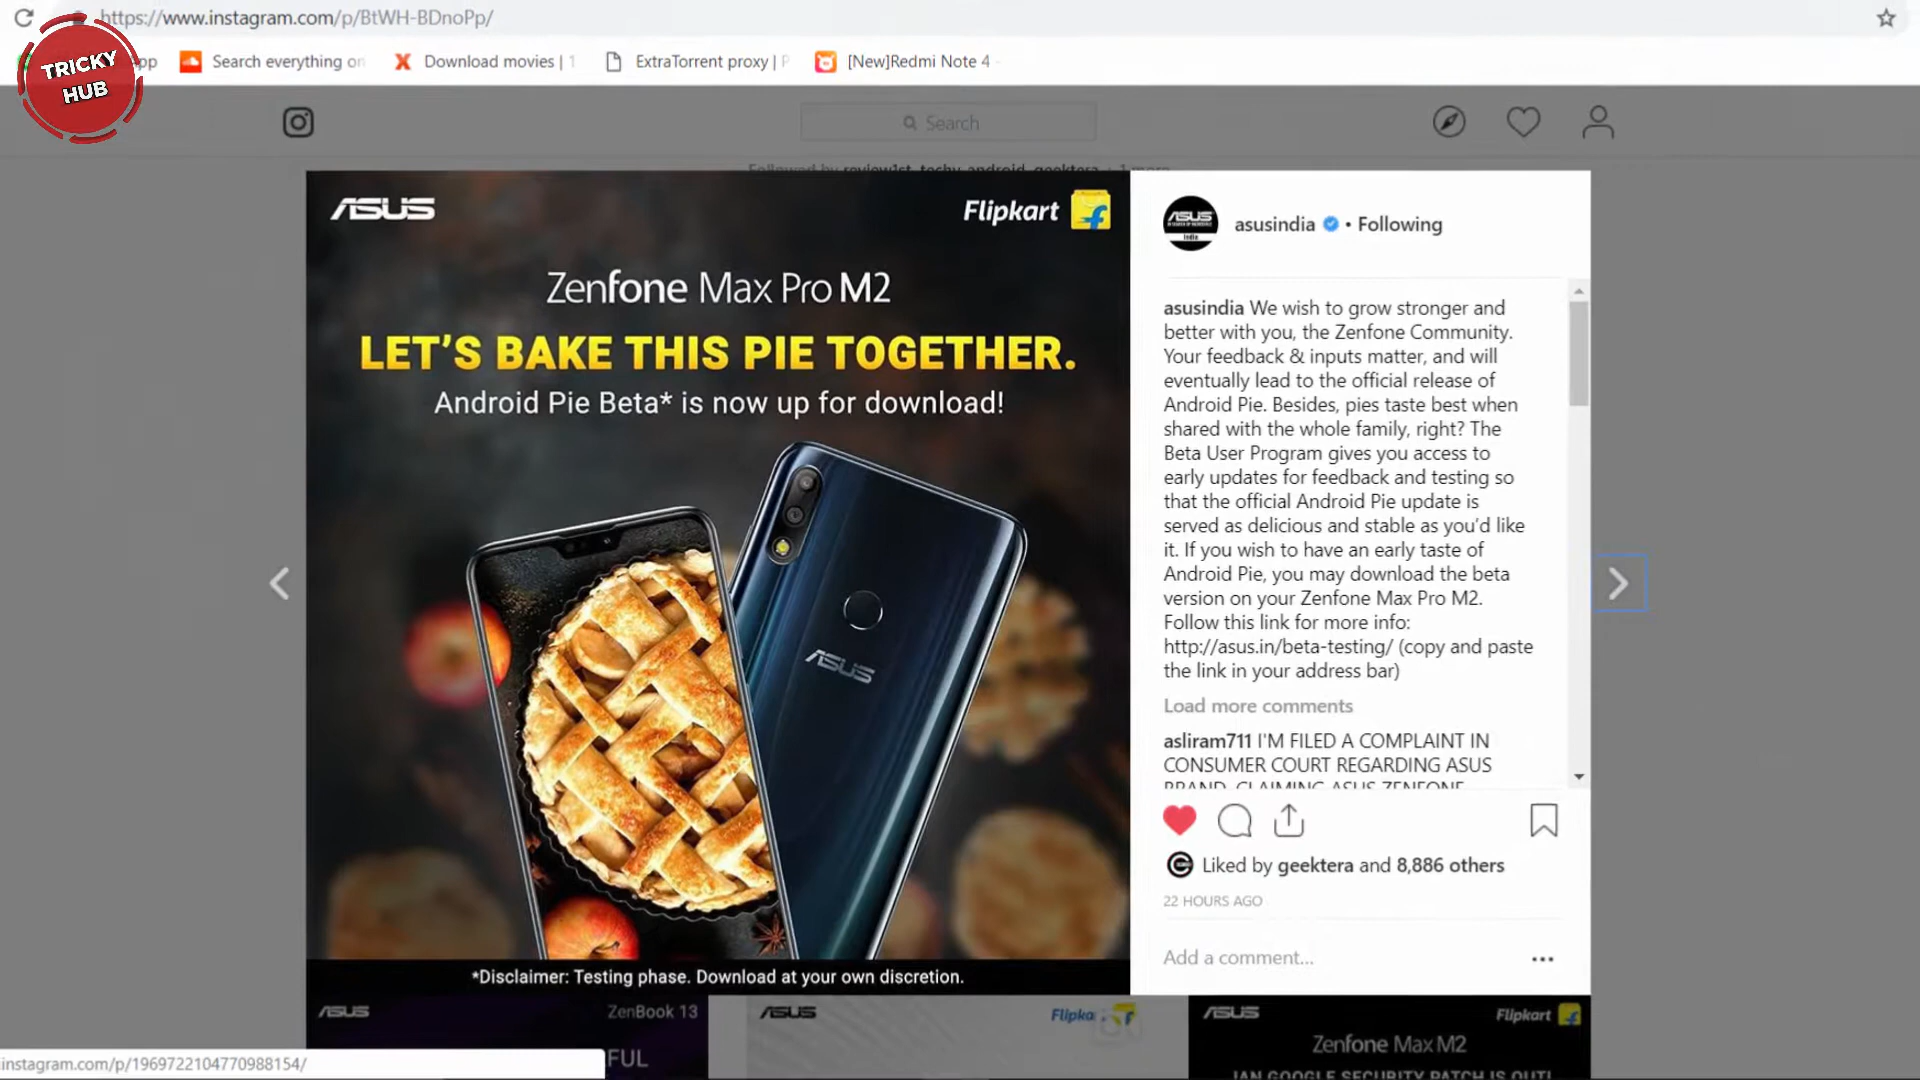 https://www.instagram.com/p/BtWH-BDnoPp/
TRICKY
HUB
pp
Search everything on
Download movies | 1
ExtraTorrent proxy | P
[New]Redmi Note 4 -
Search
Followed by review1st, techy_android, geektera + 1 more
ASUS
Flipkart
Zenfone Max Pro M2
LET'S BAKE THIS PIE TOGETHER.
Android Pie Beta* is now up for download!
ASUS
*Disclaimer: Testing phase. Download at your own discretion.
ASUS
India
asusindia • Following
asusindia We wish to grow stronger and
better with you, the Zenfone Community.
Your feedback & inputs matter, and will
eventually lead to the official release of
Android Pie. Besides, pies taste best when
shared with the whole family, right? The
Beta User Program gives you access to
early updates for feedback and testing so
that the official Android Pie update is
served as delicious and stable as you'd like
it. If you wish to have an early taste of
Android Pie, you may download the beta
version on your Zenfone Max Pro M2.
Follow this link for more info:
http://asus.in/beta-testing/ (copy and paste
the link in your address bar)
Load more comments
asliram711 I'M FILED A COMPLAINT IN
CONSUMER COURT REGARDING ASUS
BRAND, CLAIMING ASUS ZENFONE
Liked by geektera and 8,886 others
22 HOURS AGO
Add a comment...
ASUS
ZenBook 13
FUL
ASUS
Flipka
ASUS
Flipkart
Zenfone Max M2
JAN GOOGLE SECURITY PATCH IS OUT!
instagram.com/p/1969722104770988154/